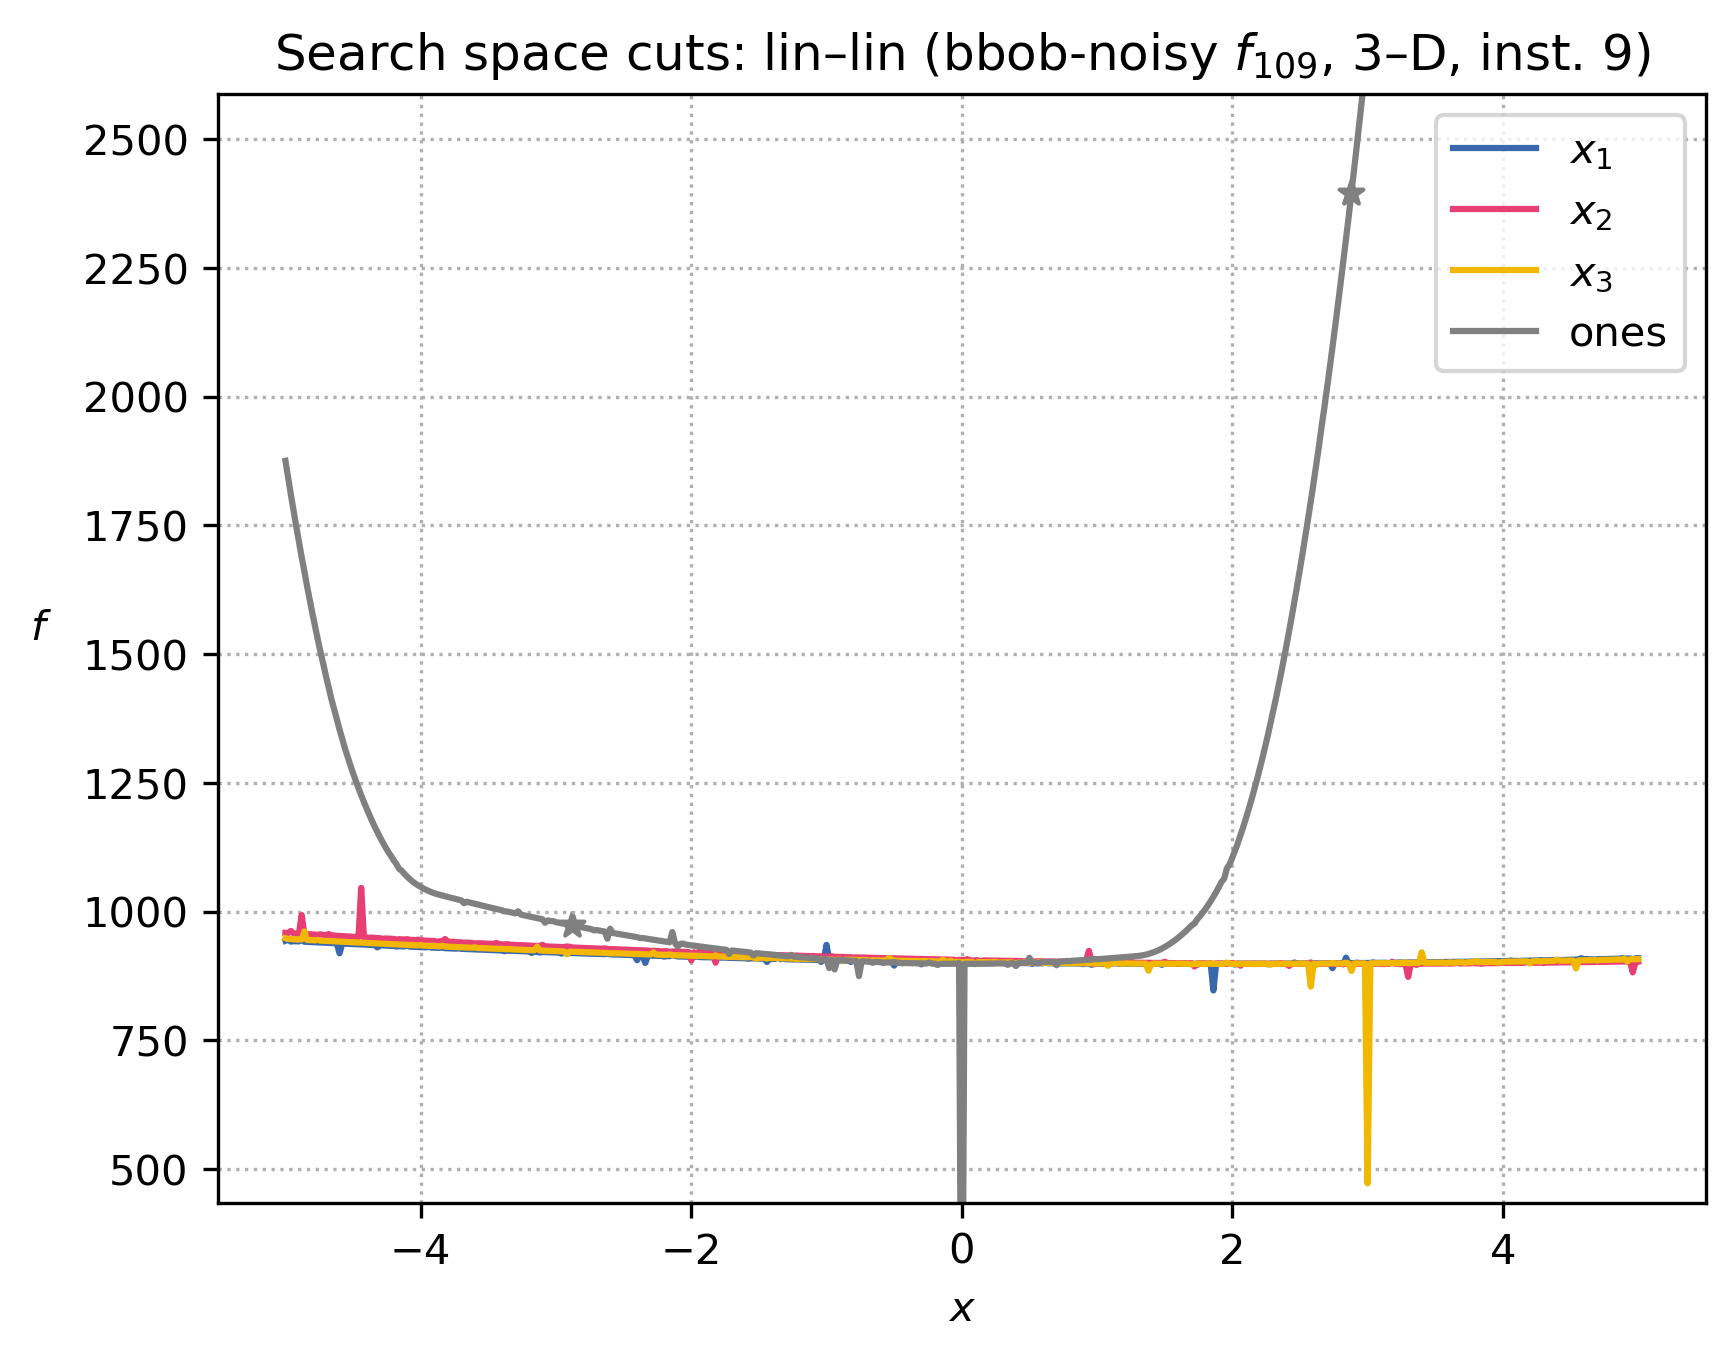 Search space cuts: lin–lin (bbob-noisy f₁₀₉, 3–D, inst. 9)
2500
2250
2000
1750
1500
1250
1000
750
500
f
x₁
x₂
x₃
ones
−4 −2 0 2 4
x